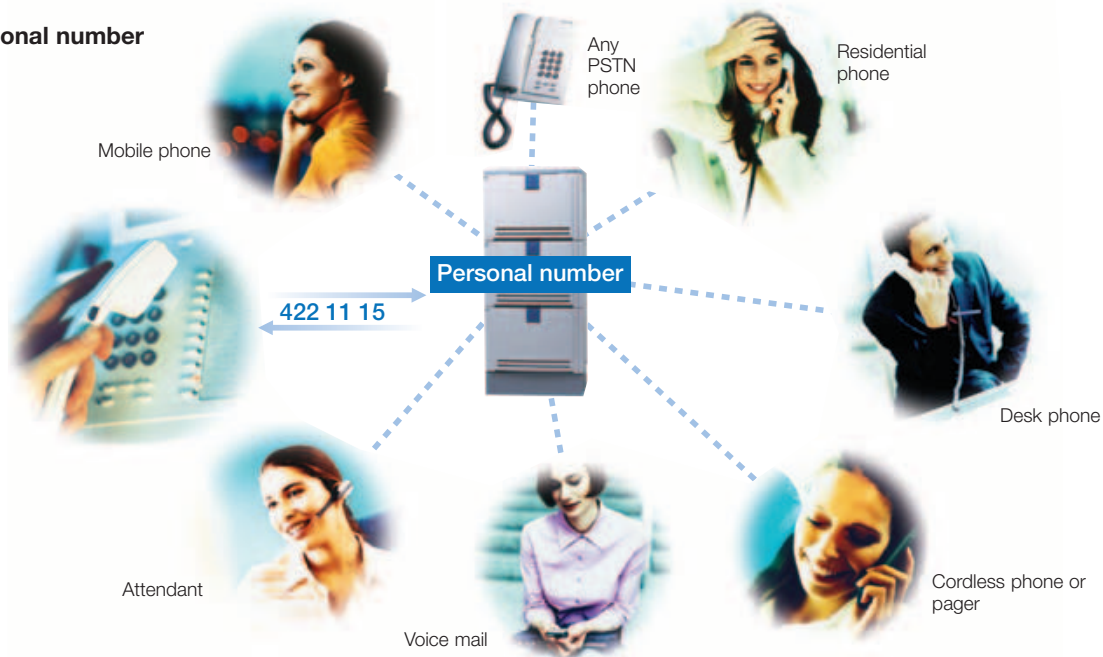 onal number
Any
PSTN
phone
Residential
phone
Mobile phone
Personal number
422 11 15
Desk phone
Attendant
Cordless phone or
pager
Voice mail